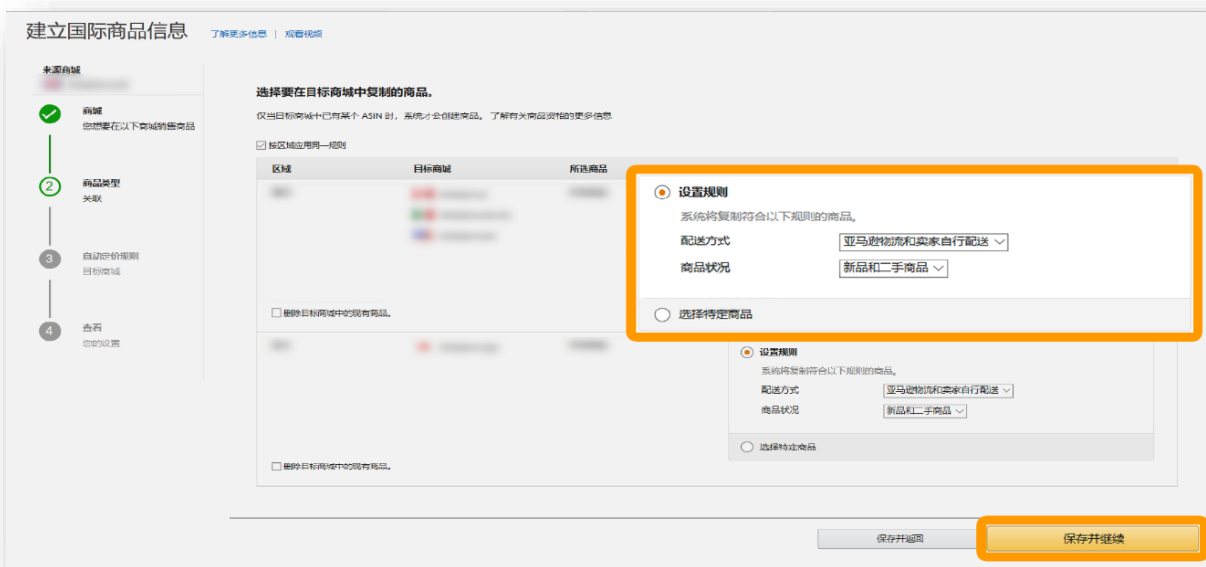 建立国际商品信息 了解更多信息 | 观看视频
来源商城
商城
您想要在以下商城销售商品
2
商品类型
关联
3
自动定价规则
目标商城
4
查看
您的设置
选择要在目标商城中复制的商品。
仅当目标商城中已有某个 ASIN 时，系统才会创建商品。 了解有关商品资格的更多信息
按区域应用同一规则
区域 目标商城 所选商品
设置规则
系统将复制符合以下规则的商品。
配送方式 亚马逊物流和卖家自行配送
商品状况 新品和二手商品
选择特定商品
删除目标商城中的现有商品。
设置规则
系统将复制符合以下规则的商品。
配送方式 亚马逊物流和卖家自行配送
商品状况 新品和二手商品
选择特定商品
删除目标商城中的现有商品。
保存并返回 保存并继续